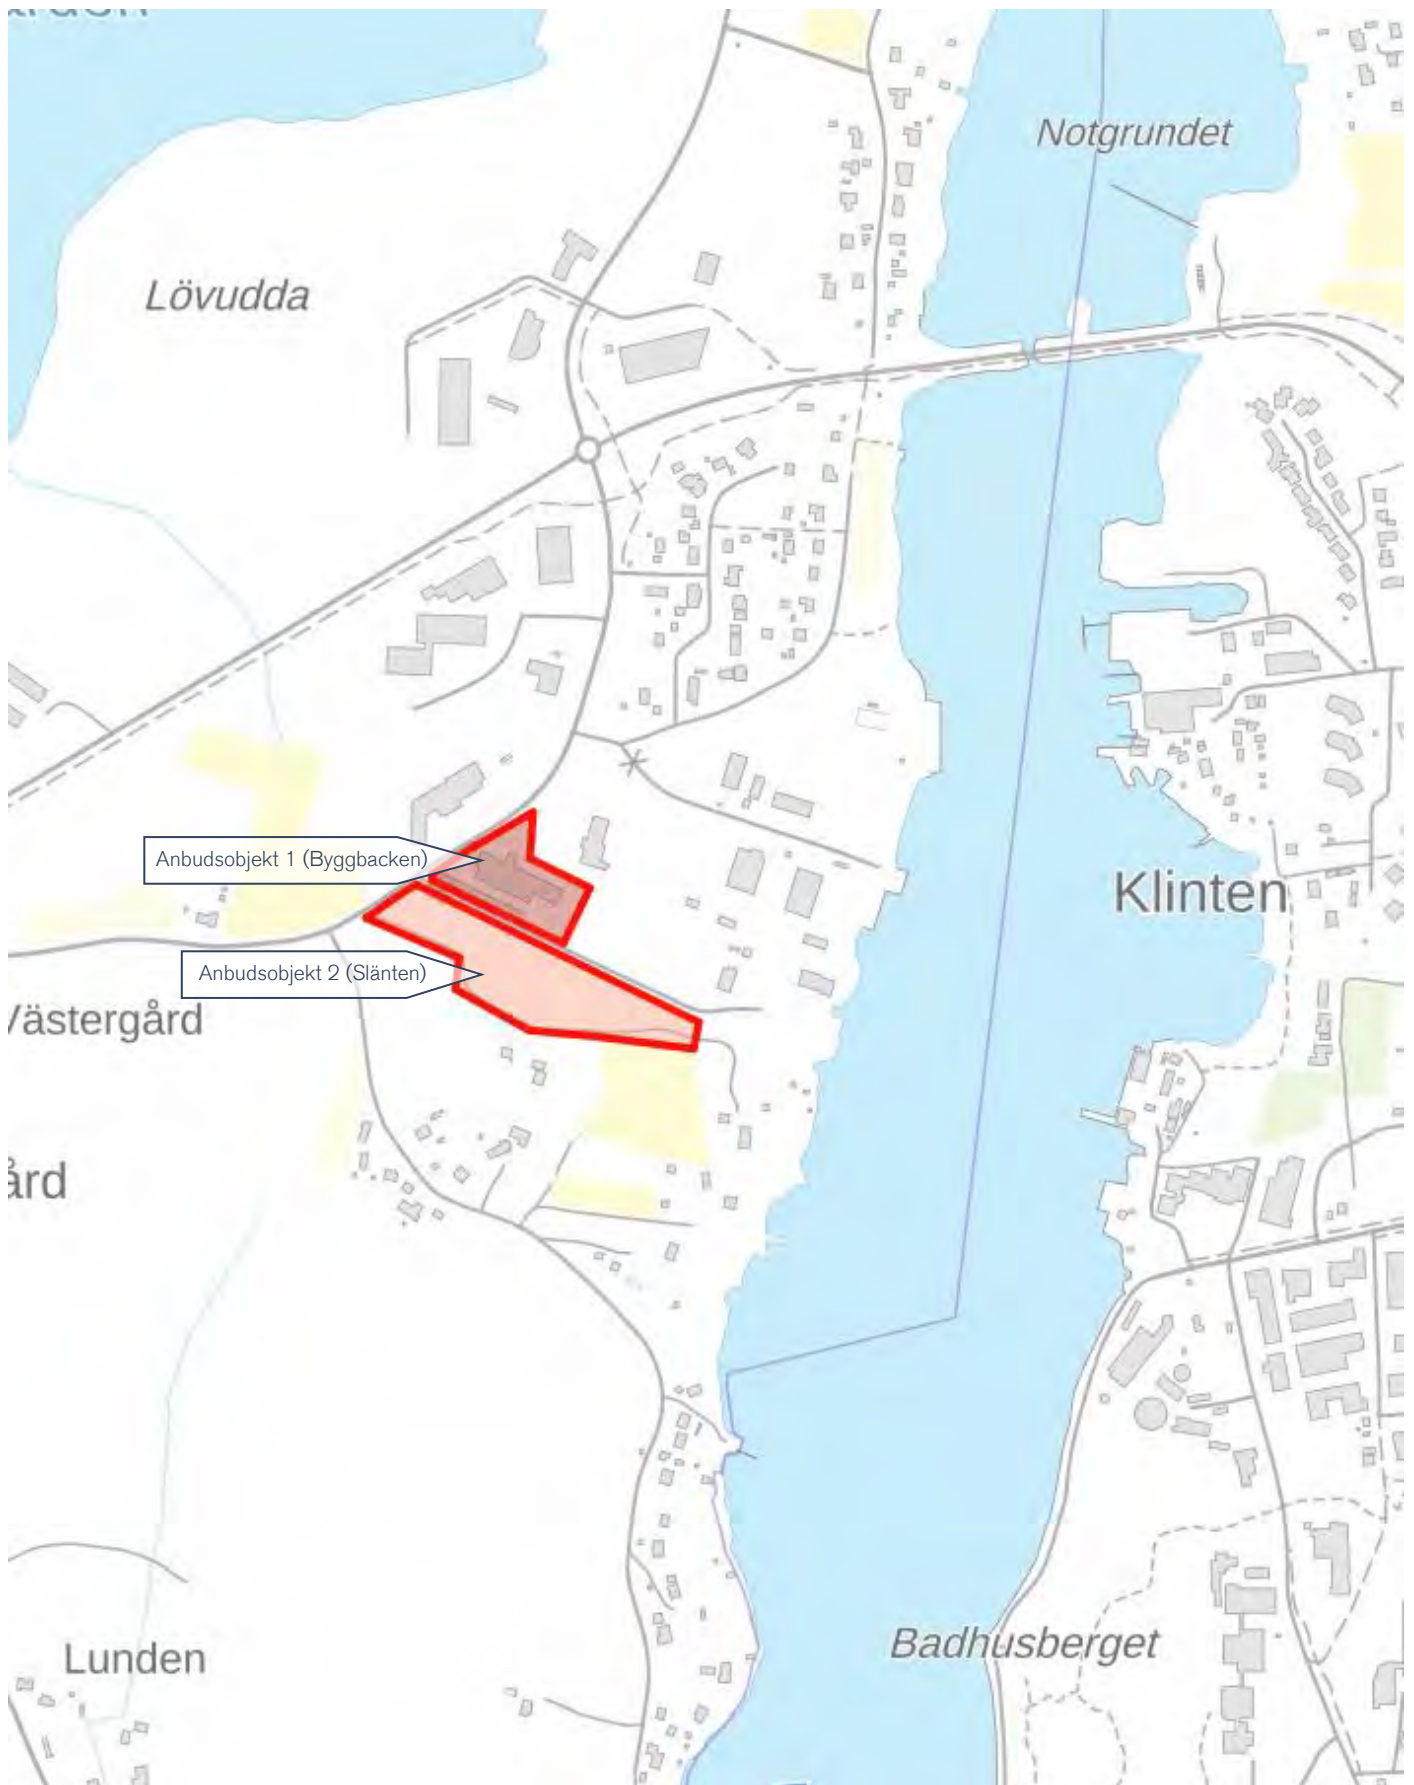 Notgrundet
Lövudda
Anbudsobjekt 1 (Byggbacken)
Klinten
Anbudsobjekt 2 (Slänten)
Västergård
ård
Lunden
Badhusberget